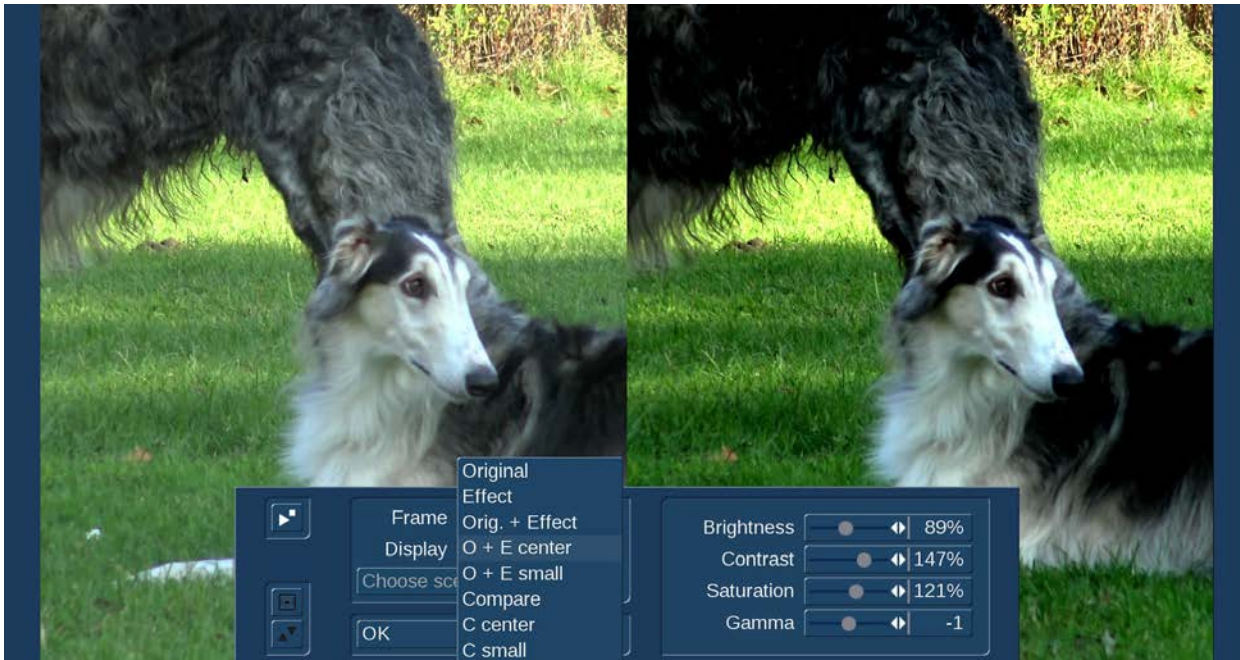 Frame
Display
Choose sce
OK
Original
Effect
Orig. + Effect
O + E center
O + E small
Compare
C center
C small
Brightness 89%
Contrast 147%
Saturation 121%
Gamma -1